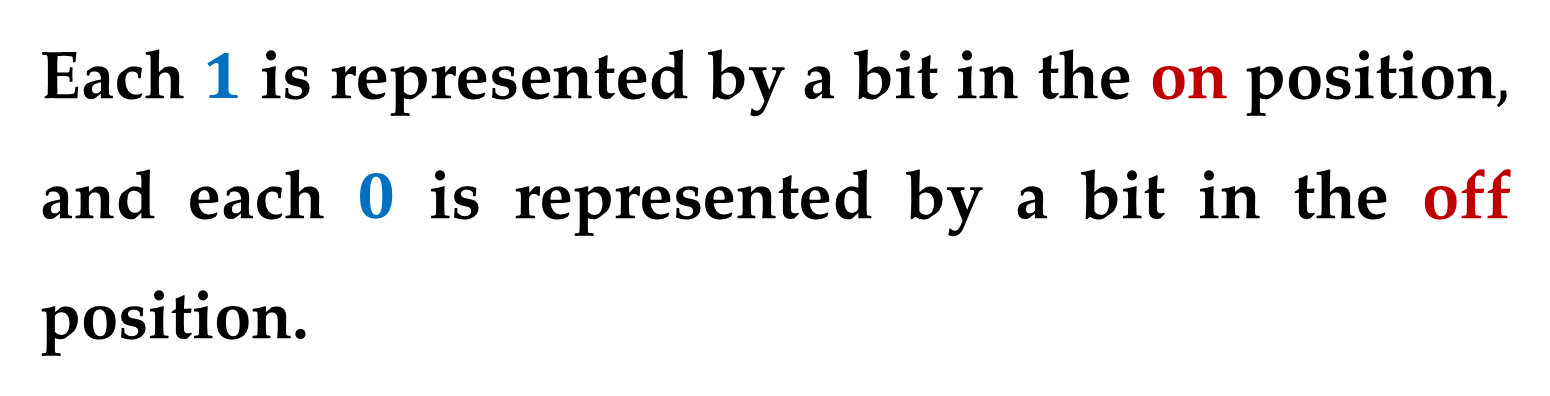 Each 1 is represented by a bit in the on position,
and each 0 is represented by a bit in the off
position.